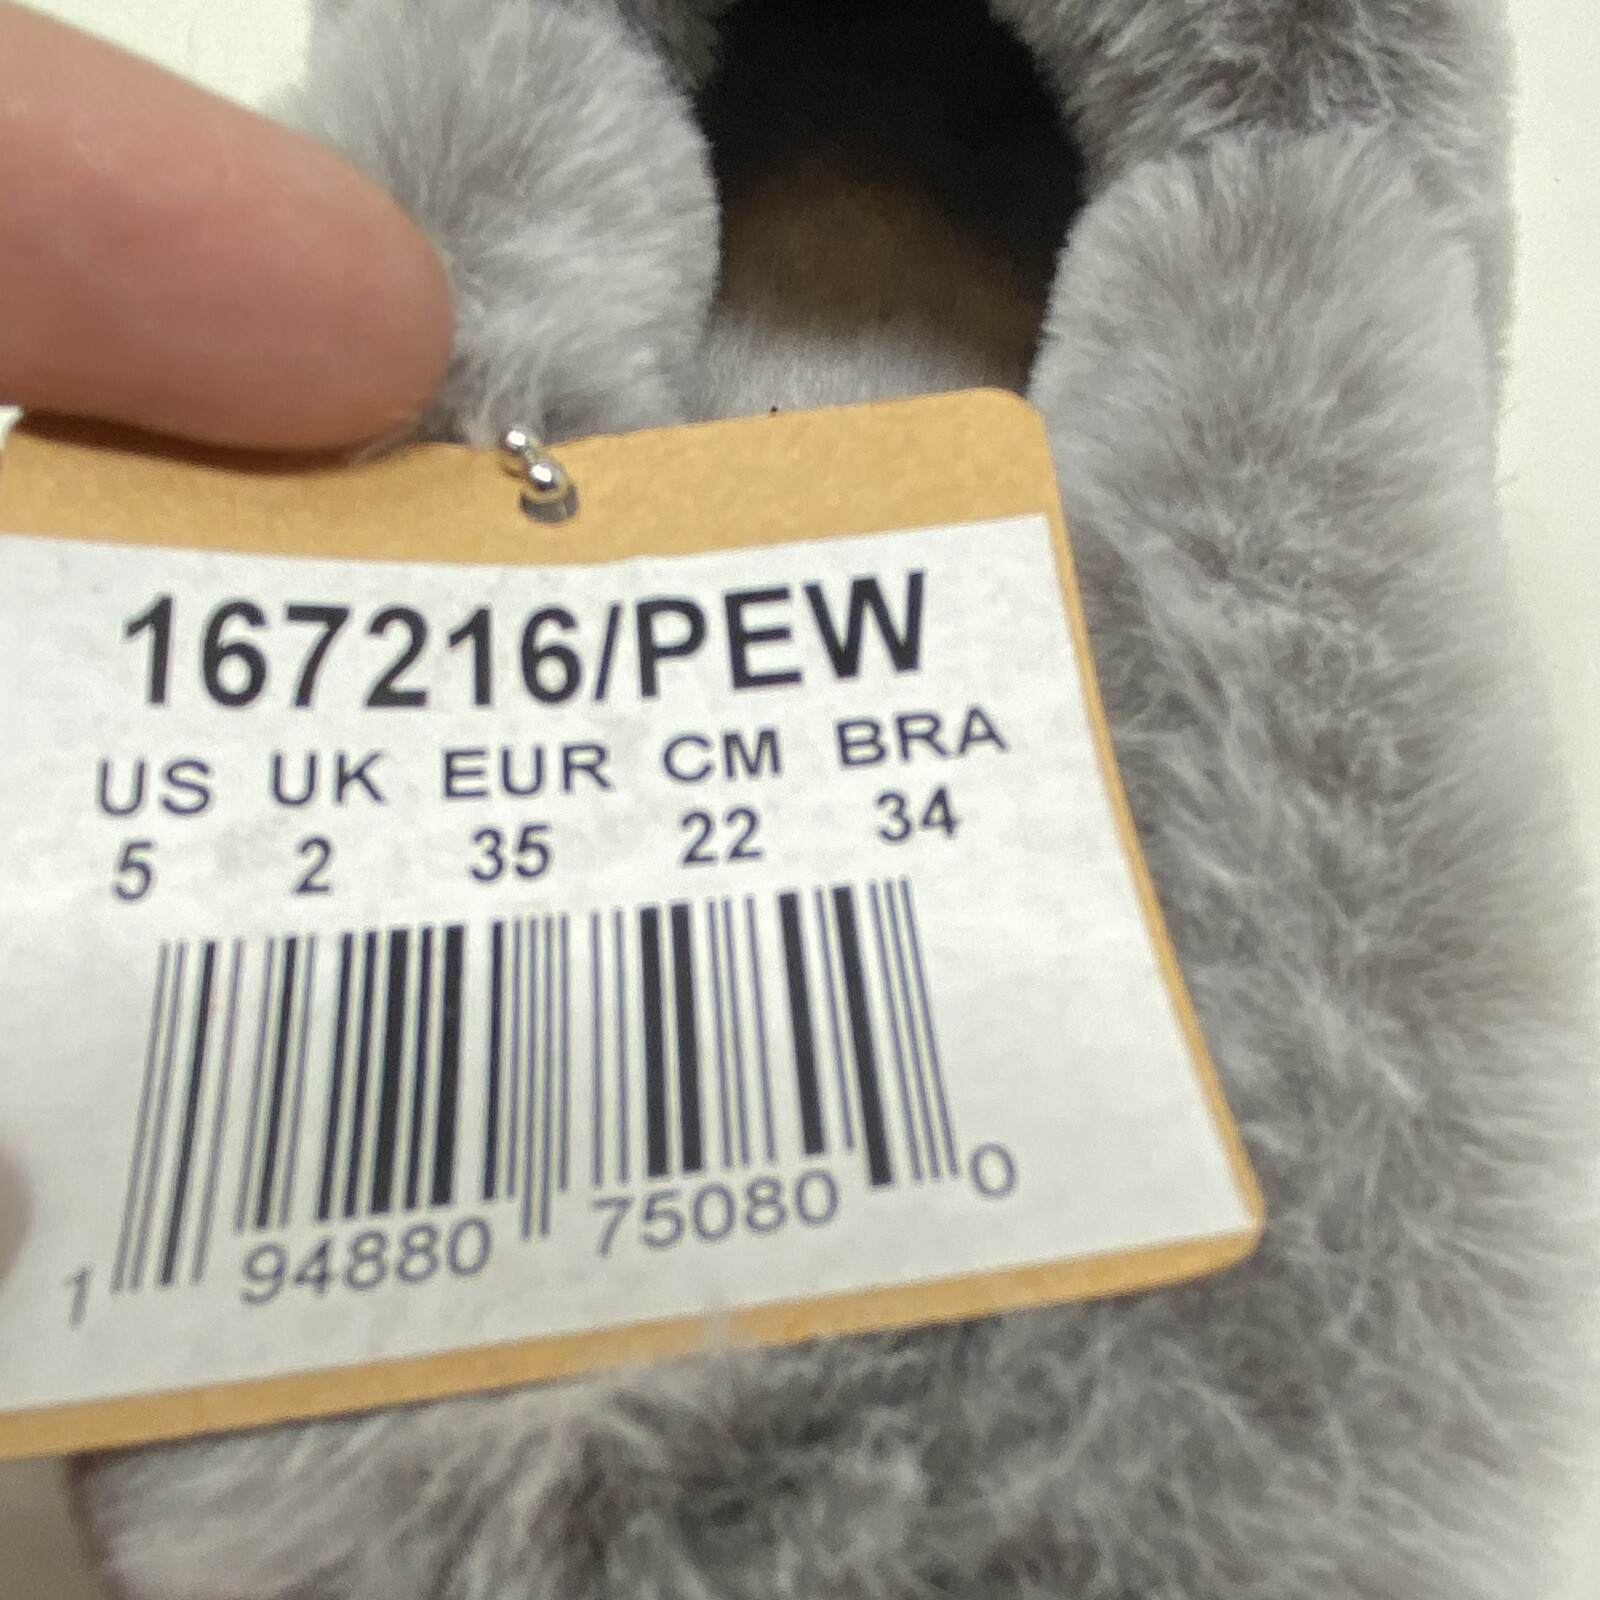 167216/PEW
US UK EUR CM BRA
5 2 35 22 34
1 94880 75080 0